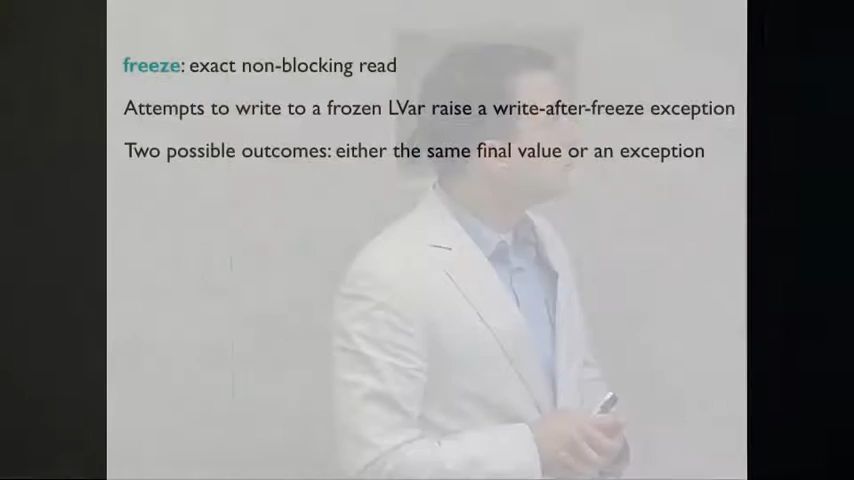 freeze: exact non-blocking read
Attempts to write to a frozen LVar raise a write-after-freeze exception
Two possible outcomes: either the same final value or an exception